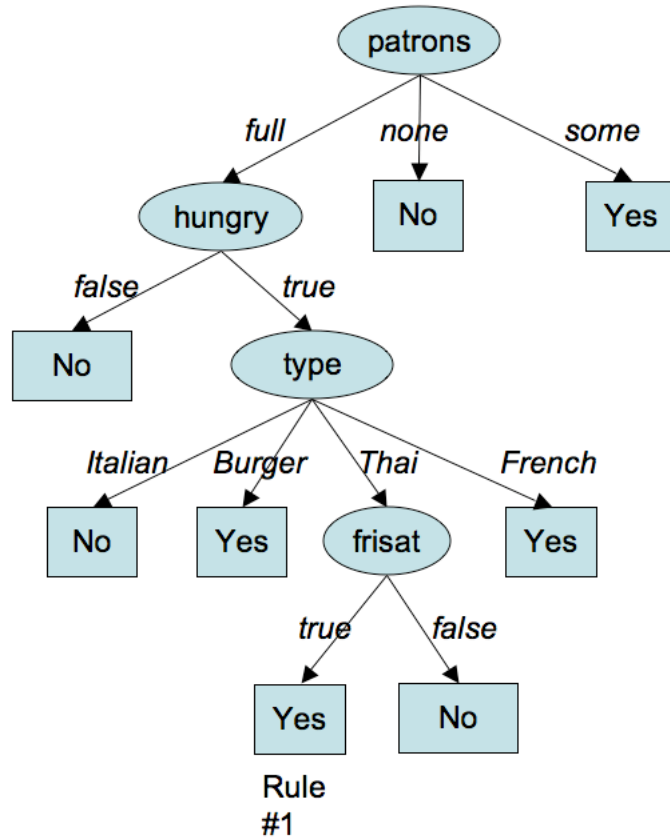 patrons
full
none
some
hungry
No
Yes
false
true
No
type
Italian
Burger
Thai
French
No
Yes
frisat
Yes
true
false
Yes
No
Rule
#1